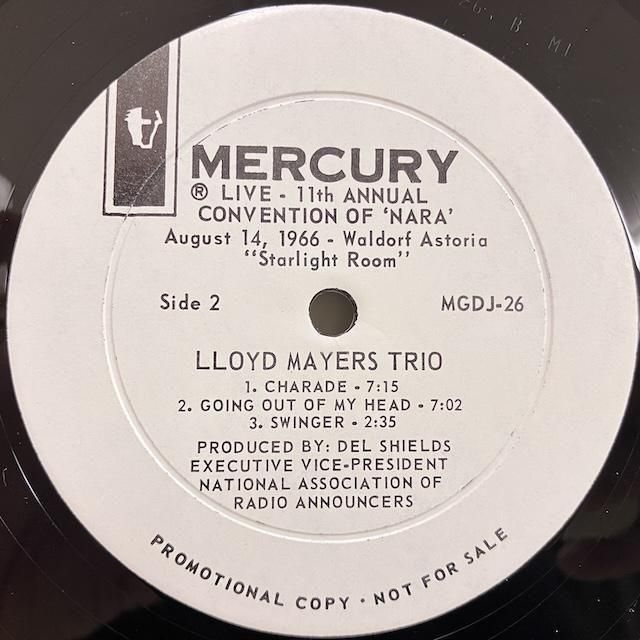 MERCURY
® LIVE - 11th ANNUAL
CONVENTION OF 'NARA'
August 14, 1966 - Waldorf Astoria
"Starlight Room"
Side 2
MGDJ-26
LLOYD MAYERS TRIO
1. CHARADE - 7:15
2. GOING OUT OF MY HEAD - 7:02
3. SWINGER - 2:35
PRODUCED BY: DEL SHIELDS
EXECUTIVE VICE-PRESIDENT
NATIONAL ASSOCIATION OF
RADIO ANNOUNCERS
PROMOTIONAL COPY • NOT FOR SALE